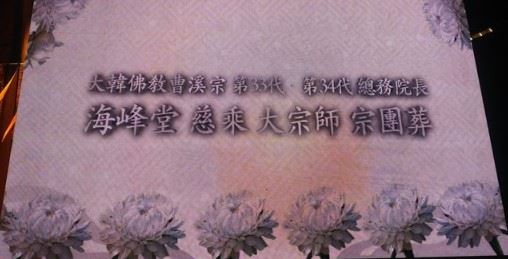 大韓佛敎曹溪宗 第33代 · 第34代 總務院長
海峰堂 慈乘 大宗師 宗團葬